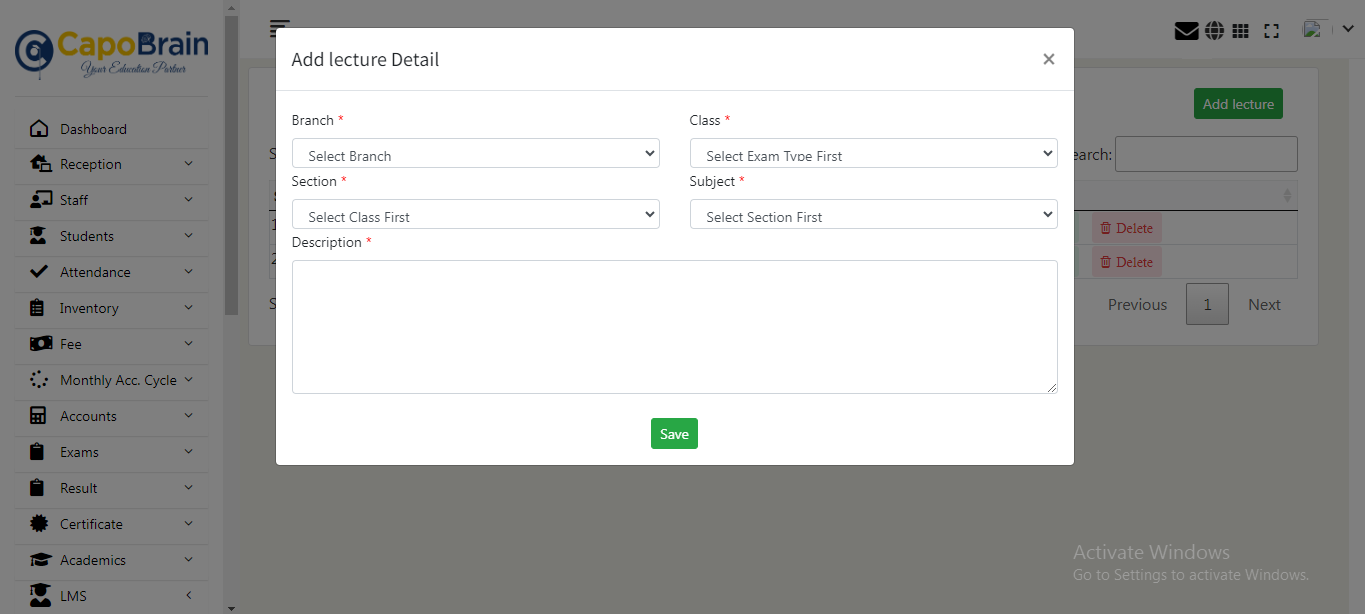 CapoBrain
Your Education Partner
Dashboard
Reception
Staff
Students
Attendance
Inventory
Fee
Monthly Acc. Cycle
Accounts
Exams
Result
Certificate
Academics
LMS
Add lecture Detail
×
Branch *
Class *
Select Branch
Select Exam Type First
Section *
Subject *
Select Class First
Select Section First
Description *
Save
Add lecture
earch:
Delete
Delete
Previous 1 Next
Activate Windows
Go to Settings to activate Windows.